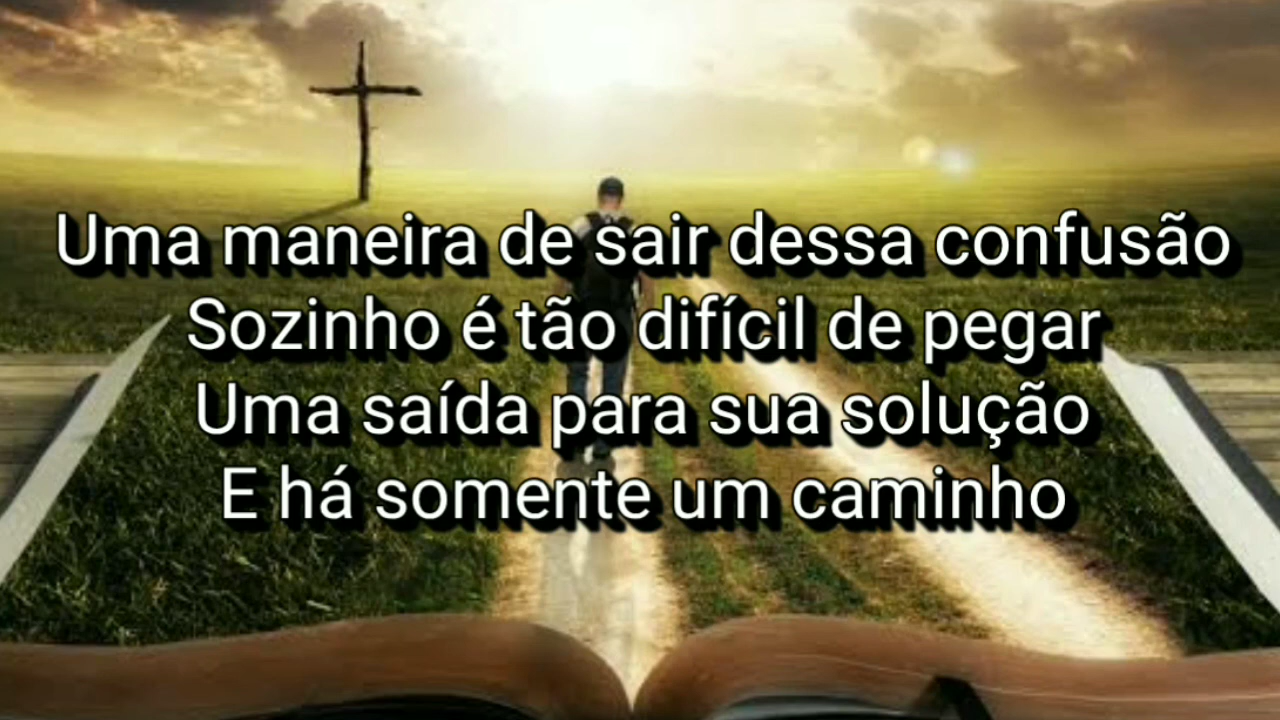 Uma maneira de sair dessa confusão
Sozinho é tão difícil de pegar
Uma saída para sua solução
E há somente um caminho